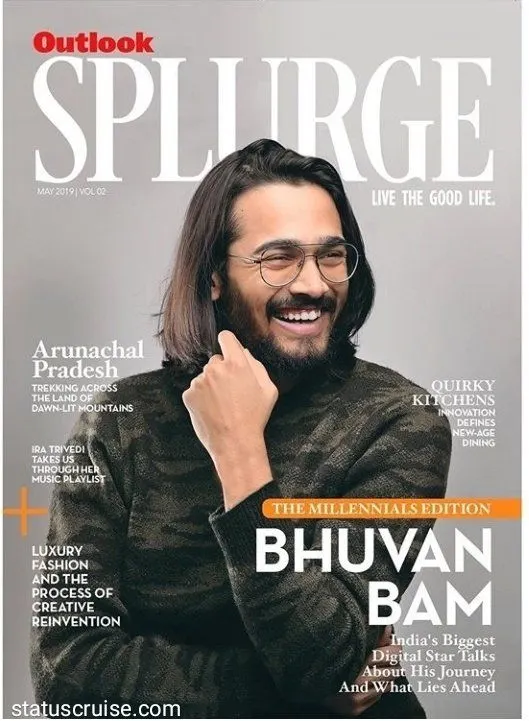 Outlook
SPLURGE
MAY 2019 | VOL 02
LIVE THE GOOD LIFE.
Arunachal
Pradesh
TREKKING ACROSS
THE LAND OF
DAWN-LIT MOUNTAINS
QUIRKY
KITCHENS
INNOVATION
DEFINES
NEW-AGE
DINING
IRA TRIVEDI
TAKES US
THROUGH HER
MUSIC PLAYLIST
+
LUXURY
FASHION
AND THE
PROCESS OF
CREATIVE
REINVENTION
THE MILLENNIALS EDITION
BHUVAN
BAM
India's Biggest
Digital Star Talks
About His Journey
And What Lies Ahead
statuscruise.com